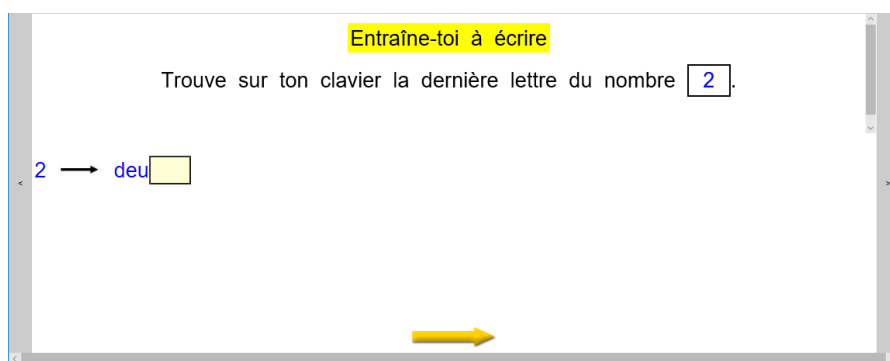 Entraîne-toi à écrire
Trouve sur ton clavier la dernière lettre du nombre 2.
2 → deu